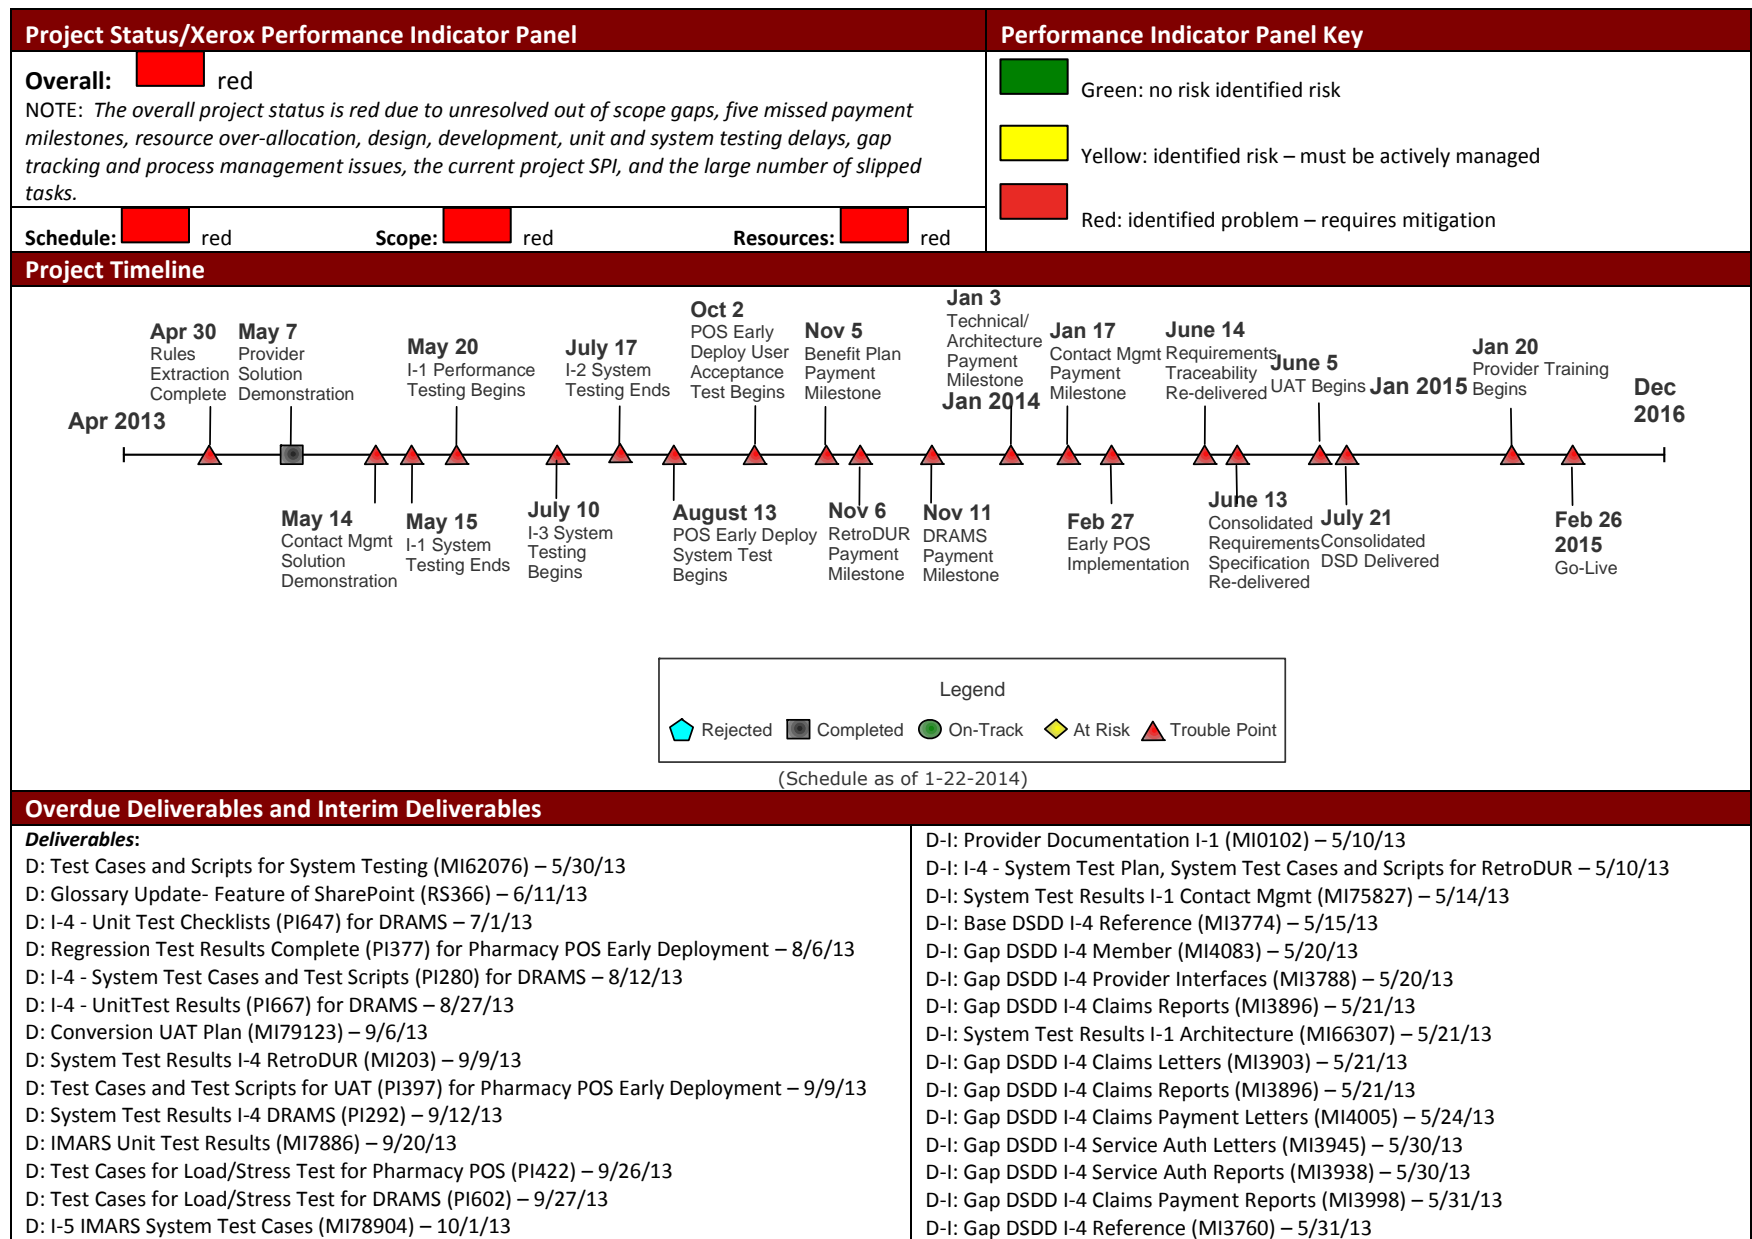 Project Status/Xerox Performance Indicator Panel
Overall: red
NOTE: The overall project status is red due to unresolved out of scope gaps, five missed payment
milestones, resource over-allocation, design, development, unit and system testing delays, gap
tracking and process management issues, the current project SPI, and the large number of slipped
tasks.
Schedule: red Scope: red Resources: red
Performance Indicator Panel Key
Green: no risk identified risk
Yellow: identified risk – must be actively managed
Red: identified problem – requires mitigation
Project Timeline
Apr 2013
Apr 30
Rules
Extraction
Complete
May 7
Provider
Solution
Demonstration
May 14
Contact Mgmt
Solution
Demonstration
May 15
I-1 System
Testing Ends
May 20
I-1 Performance
Testing Begins
July 10
I-3 System
Testing
Begins
July 17
I-2 System
Testing Ends
August 13
POS Early Deploy
System Test
Begins
Oct 2
POS Early
Deploy User
Acceptance
Test Begins
Nov 5
Benefit Plan
Payment
Milestone
Nov 6
RetroDUR
Payment
Milestone
Nov 11
DRAMS
Payment
Milestone
Jan 3
Technical/
Architecture
Payment
Milestone
Jan 2014
Jan 17
Contact Mgmt
Payment
Milestone
Feb 27
Early POS
Implementation
June 14
Requirements
Traceability
Re-delivered
June 13
Consolidated
Requirements
Specification
Re-delivered
June 5
UAT Begins
July 21
Consolidated
DSD Delivered
Jan 2015
Jan 20
Provider Training
Begins
Feb 26
2015
Go-Live
Dec
2016
Legend
Rejected Completed On-Track At Risk Trouble Point
(Schedule as of 1-22-2014)
Overdue Deliverables and Interim Deliverables
Deliverables:
D: Test Cases and Scripts for System Testing (MI62076) – 5/30/13
D: Glossary Update- Feature of SharePoint (RS366) – 6/11/13
D: I-4 - Unit Test Checklists (PI647) for DRAMS – 7/1/13
D: Regression Test Results Complete (PI377) for Pharmacy POS Early Deployment – 8/6/13
D: I-4 - System Test Cases and Test Scripts (PI280) for DRAMS – 8/12/13
D: I-4 - UnitTest Results (PI667) for DRAMS – 8/27/13
D: Conversion UAT Plan (MI79123) – 9/6/13
D: System Test Results I-4 RetroDUR (MI203) – 9/9/13
D: Test Cases and Test Scripts for UAT (PI397) for Pharmacy POS Early Deployment – 9/9/13
D: System Test Results I-4 DRAMS (PI292) – 9/12/13
D: IMARS Unit Test Results (MI7886) – 9/20/13
D: Test Cases for Load/Stress Test for Pharmacy POS (PI422) – 9/26/13
D: Test Cases for Load/Stress Test for DRAMS (PI602) – 9/27/13
D: I-5 IMARS System Test Cases (MI78904) – 10/1/13
D-I: Provider Documentation I-1 (MI0102) – 5/10/13
D-I: I-4 - System Test Plan, System Test Cases and Scripts for RetroDUR – 5/10/13
D-I: System Test Results I-1 Contact Mgmt (MI75827) – 5/14/13
D-I: Base DSDD I-4 Reference (MI3774) – 5/15/13
D-I: Gap DSDD I-4 Member (MI4083) – 5/20/13
D-I: Gap DSDD I-4 Provider Interfaces (MI3788) – 5/20/13
D-I: Gap DSDD I-4 Claims Reports (MI3896) – 5/21/13
D-I: System Test Results I-1 Architecture (MI66307) – 5/21/13
D-I: Gap DSDD I-4 Claims Letters (MI3903) – 5/21/13
D-I: Gap DSDD I-4 Claims Reports (MI3896) – 5/21/13
D-I: Gap DSDD I-4 Claims Payment Letters (MI4005) – 5/24/13
D-I: Gap DSDD I-4 Service Auth Letters (MI3945) – 5/30/13
D-I: Gap DSDD I-4 Service Auth Reports (MI3938) – 5/30/13
D-I: Gap DSDD I-4 Claims Payment Reports (MI3998) – 5/31/13
D-I: Gap DSDD I-4 Reference (MI3760) – 5/31/13